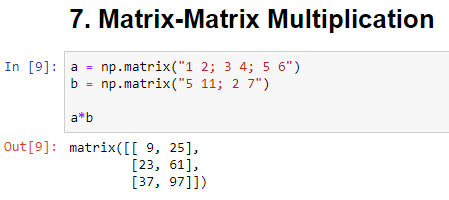 7. Matrix-Matrix Multiplication
In [9]: a = np.matrix("1 2; 3 4; 5 6")
b = np.matrix("5 11; 2 7")
a*b
Out[9]: matrix([[ 9, 25],
[23, 61],
[37, 97]])